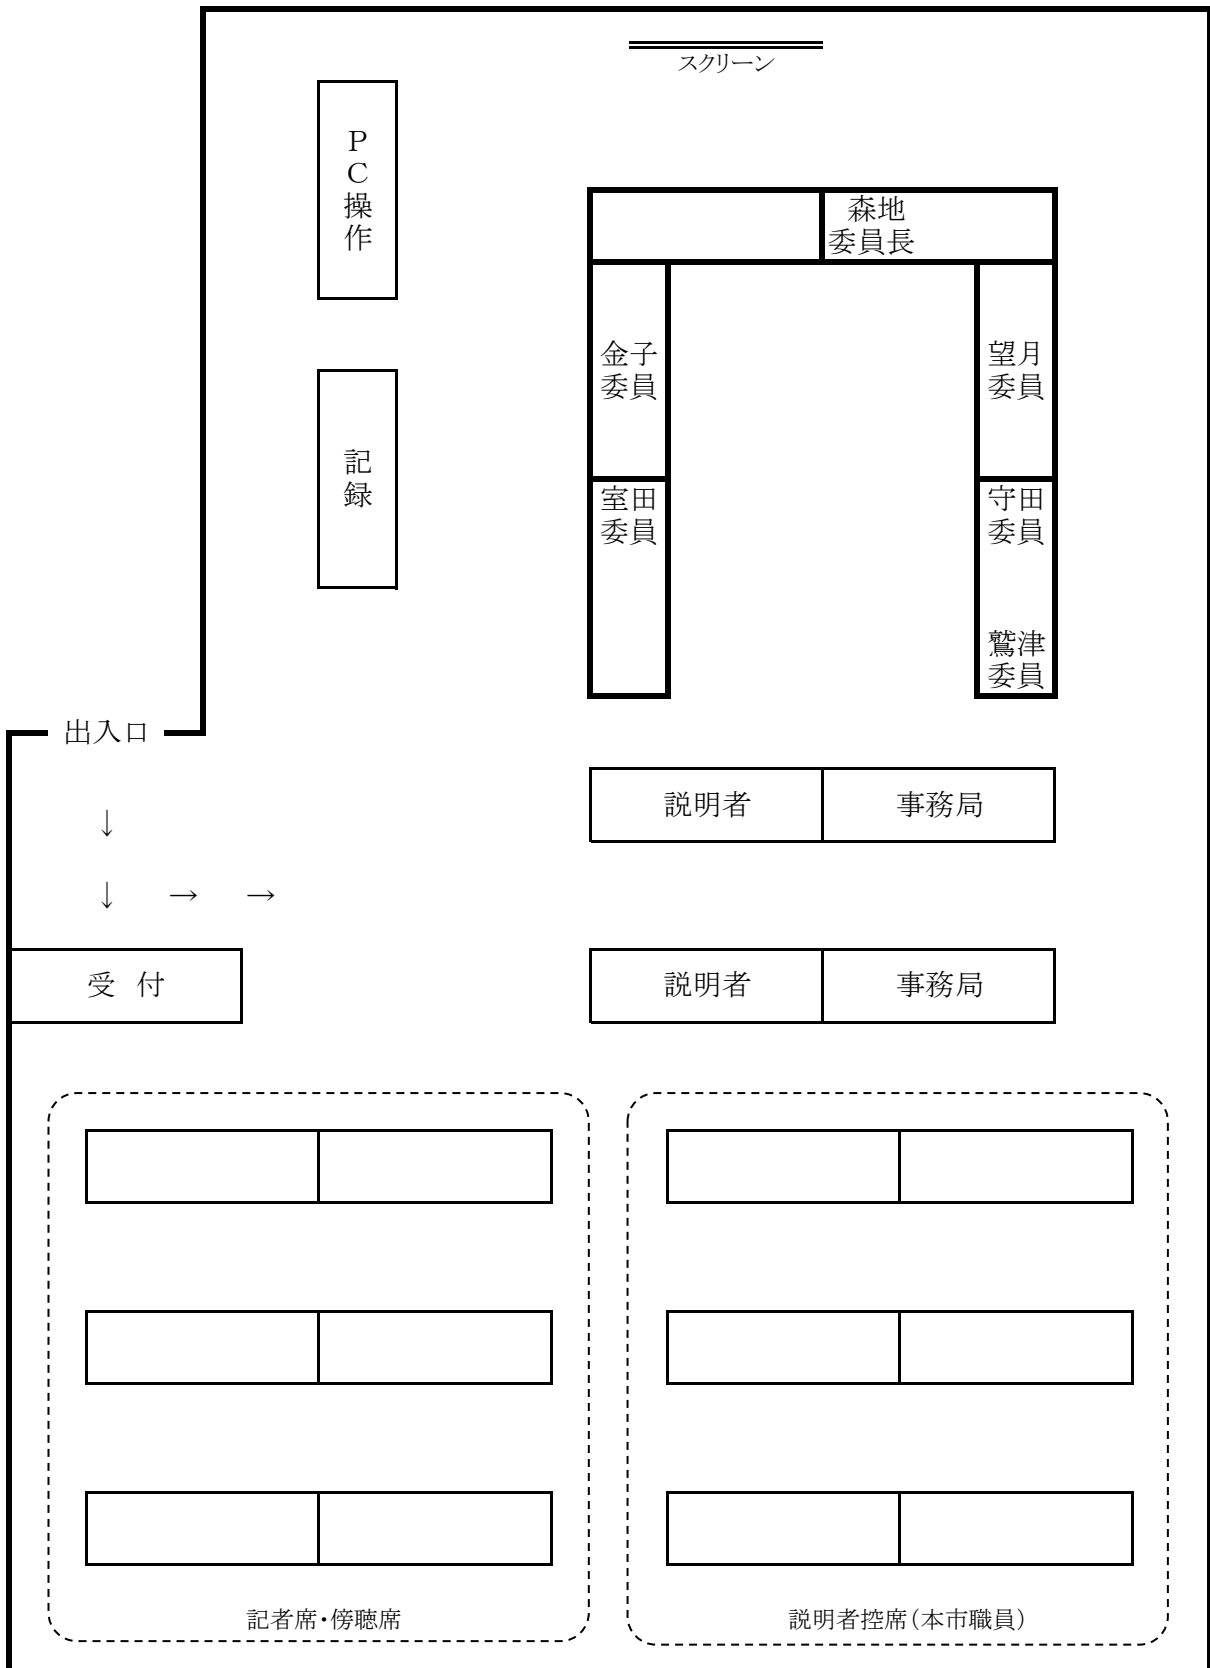 スクリーン
PC操作
森地
委員長
金子
委員
望月
委員
記録
室田
委員
守田
委員
鷲津
委員
出入口
説明者
事務局
↓
↓ → →
受 付
説明者
事務局
記者席・傍聴席
説明者控席(本市職員)